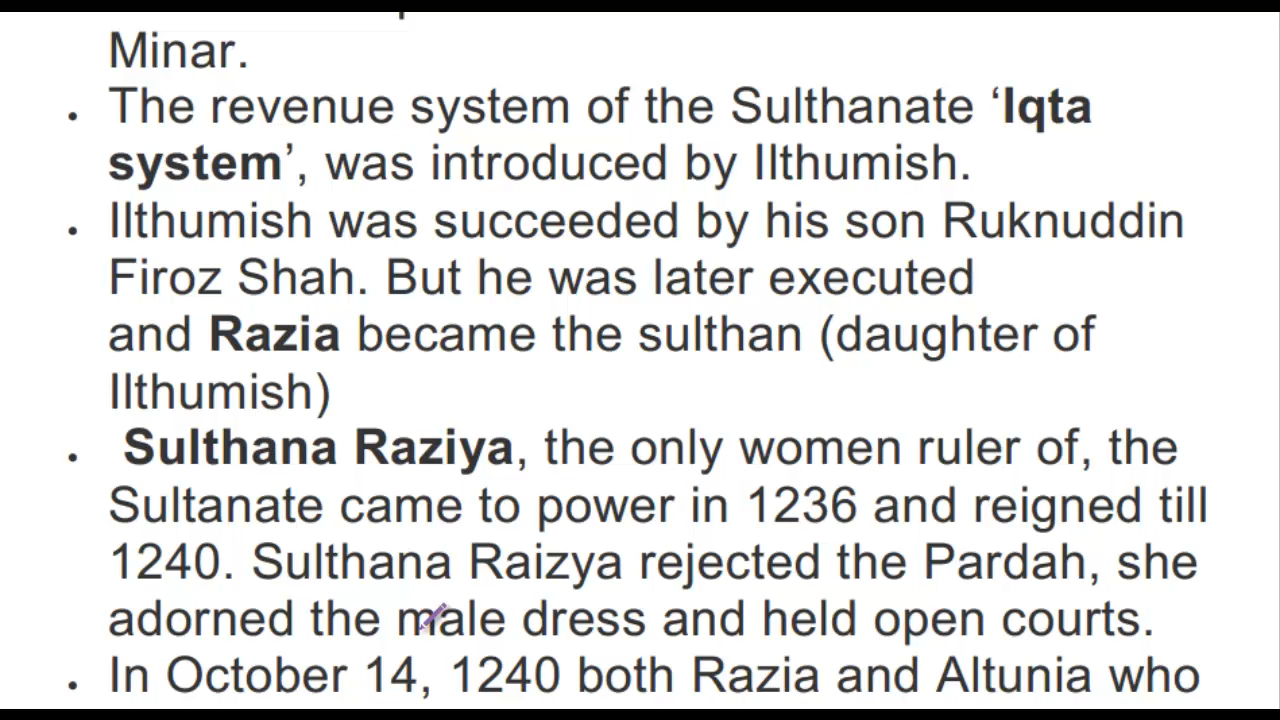 Minar.
• The revenue system of the Sulthanate ‘Iqta
system’, was introduced by Ilthumish.
• Ilthumish was succeeded by his son Ruknuddin
Firoz Shah. But he was later executed
and Razia became the sulthan (daughter of
Ilthumish)
• Sulthana Raziya, the only women ruler of, the
Sultanate came to power in 1236 and reigned till
1240. Sulthana Raizya rejected the Pardah, she
adorned the male dress and held open courts.
• In October 14, 1240 both Razia and Altunia who